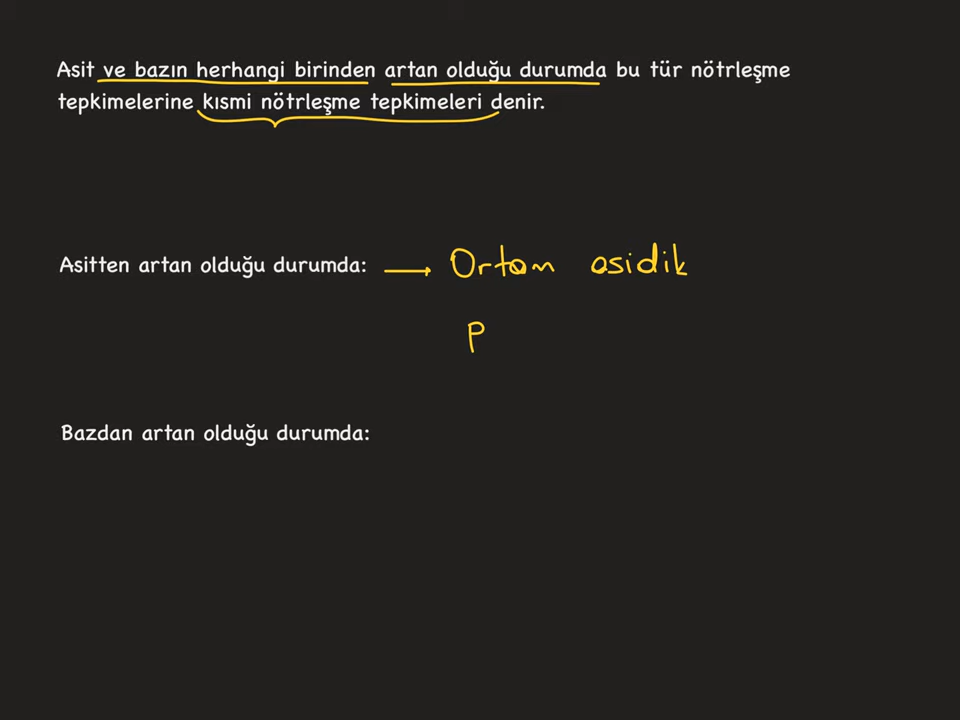 Asit ve bazın herhangi birinden artan olduğu durumda bu tür nötrleşme
tepkimelerine kısmi nötrleşme tepkimeleri denir.
Asitten artan olduğu durumda: → Ortam asidik
P
Bazdan artan olduğu durumda: